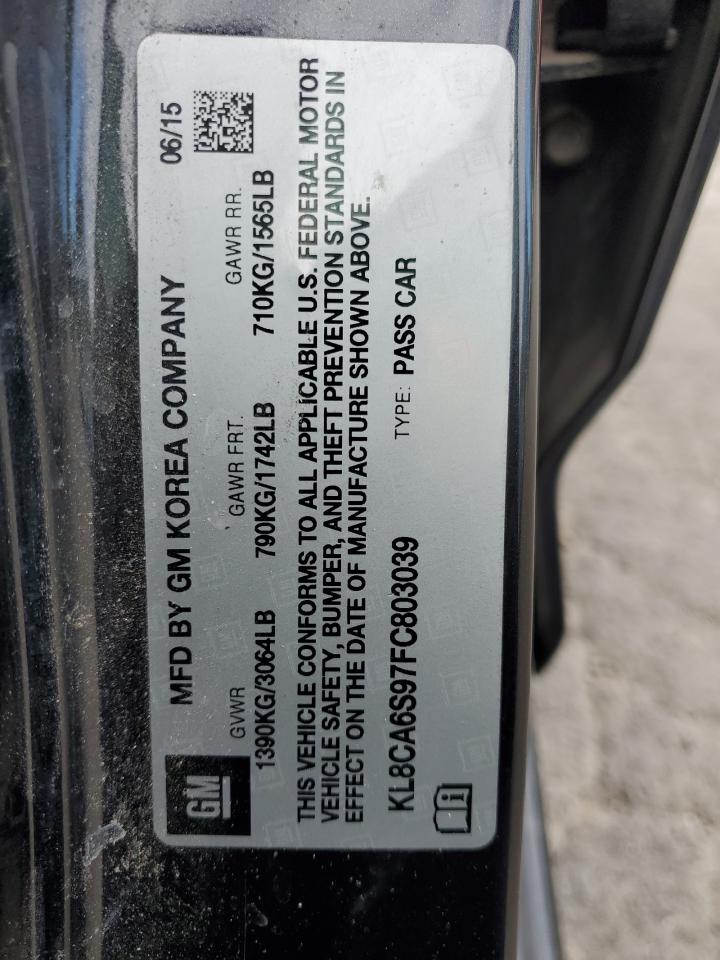 GM
MFD BY GM KOREA COMPANY 06/15
GVWR GAWR FRT. GAWR RR.
1390KG/3064LB 790KG/1742LB 710KG/1565LB
THIS VEHICLE CONFORMS TO ALL APPLICABLE U.S. FEDERAL MOTOR
VEHICLE SAFETY, BUMPER, AND THEFT PREVENTION STANDARDS IN
EFFECT ON THE DATE OF MANUFACTURE SHOWN ABOVE.
KL8CA6S97FC803039 TYPE: PASS CAR